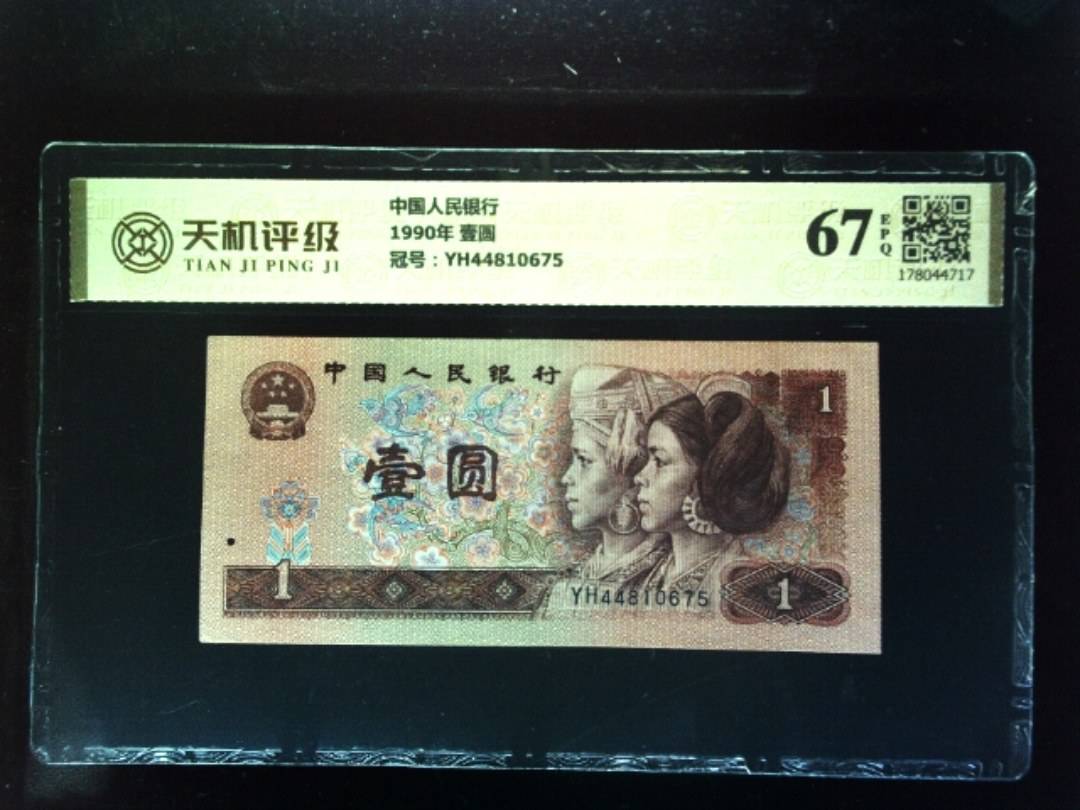 天机评级
TIAN JI PING JI
中国人民银行
1990年 壹圆
冠号：YH44810675
67
EPQ
178044717
中国人民银行
1
壹圆
1
YH44810675
1